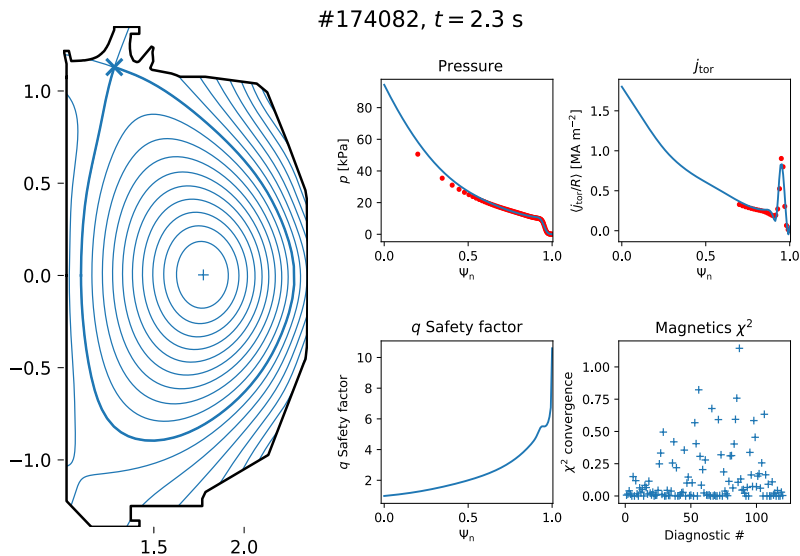 #174082, t = 2.3 s
1.0
0.5
0.0
−0.5
−1.0
1.5 2.0
Pressure
p [kPa]
80
60
40
20
0
0.0 0.5 1.0
Ψn
jtor
⟨jtor/R⟩ [MA m−2]
1.5
1.0
0.5
0.0
0.0 0.5 1.0
Ψn
q Safety factor
q Safety factor
10
8
6
4
2
0.0 0.5 1.0
Ψn
Magnetics χ2
χ2 convergence
1.00
0.75
0.50
0.25
0.00
0 100
Diagnostic #